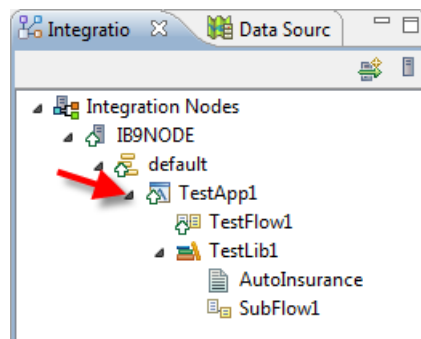 Integratio Data Sourc
Integration Nodes
IB9NODE
default
TestApp1
TestFlow1
TestLib1
AutoInsurance
SubFlow1